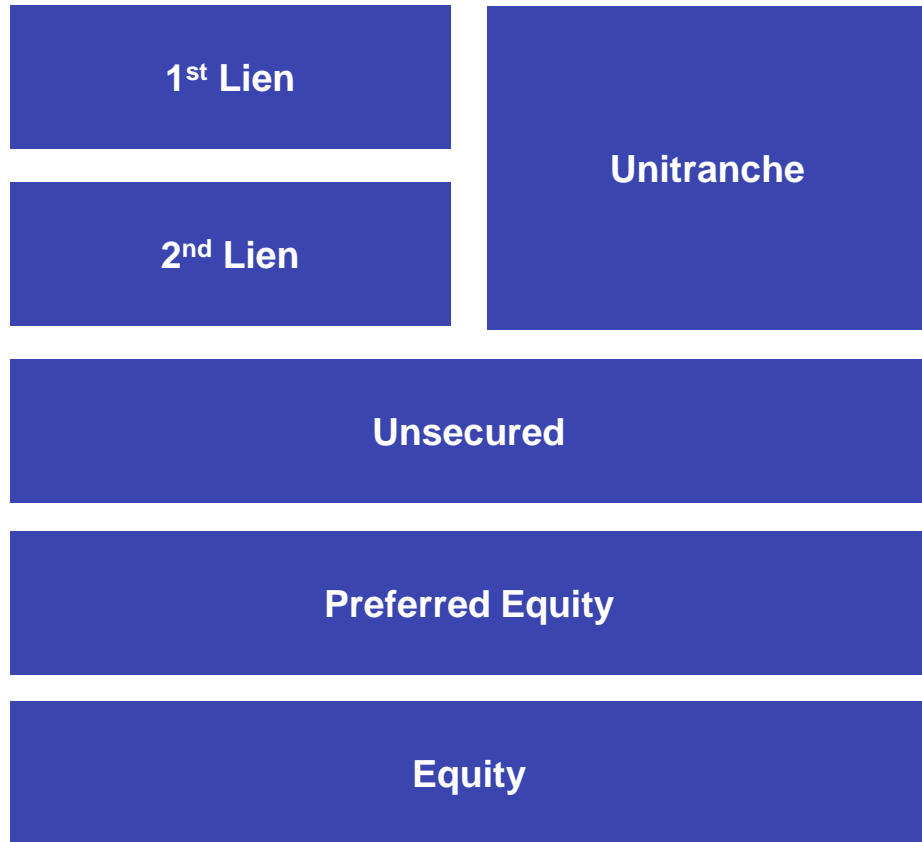 1st Lien
Unitranche
2nd Lien
Unsecured
Preferred Equity
Equity